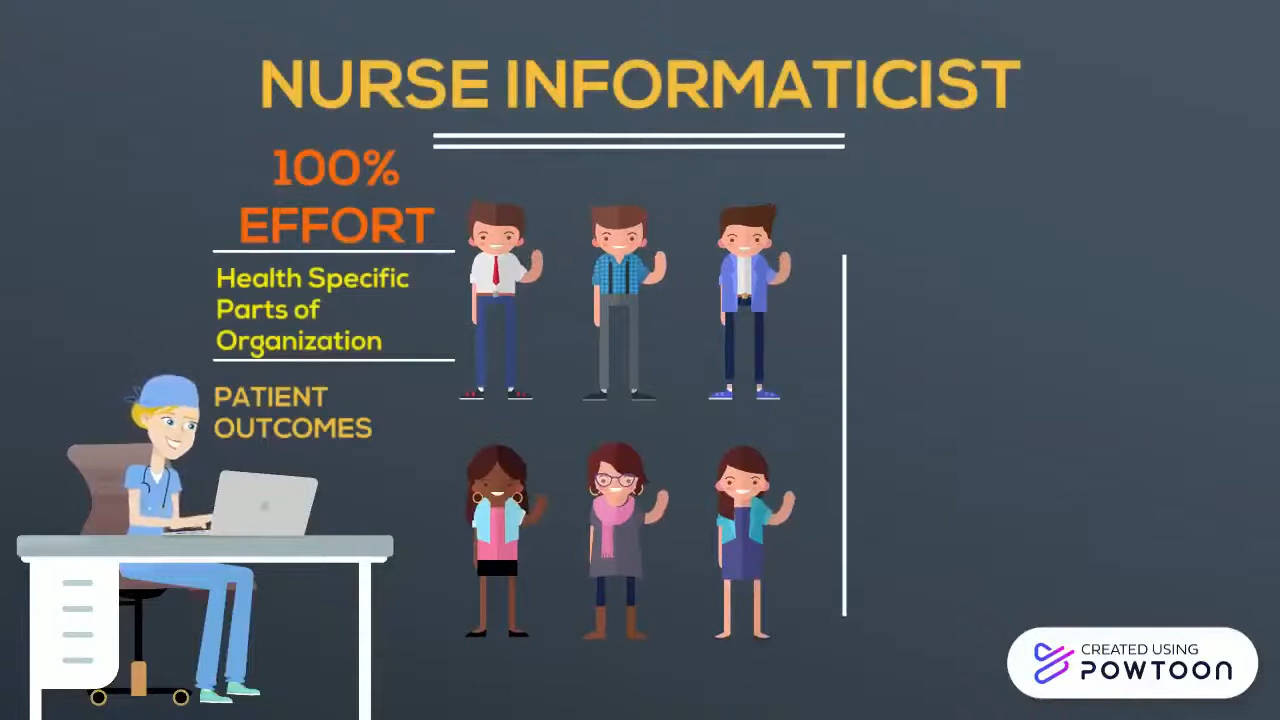 NURSE INFORMATICIST
100%
EFFORT
Health Specific
Parts of
Organization
PATIENT
OUTCOMES
CREATED USING
POWTOON